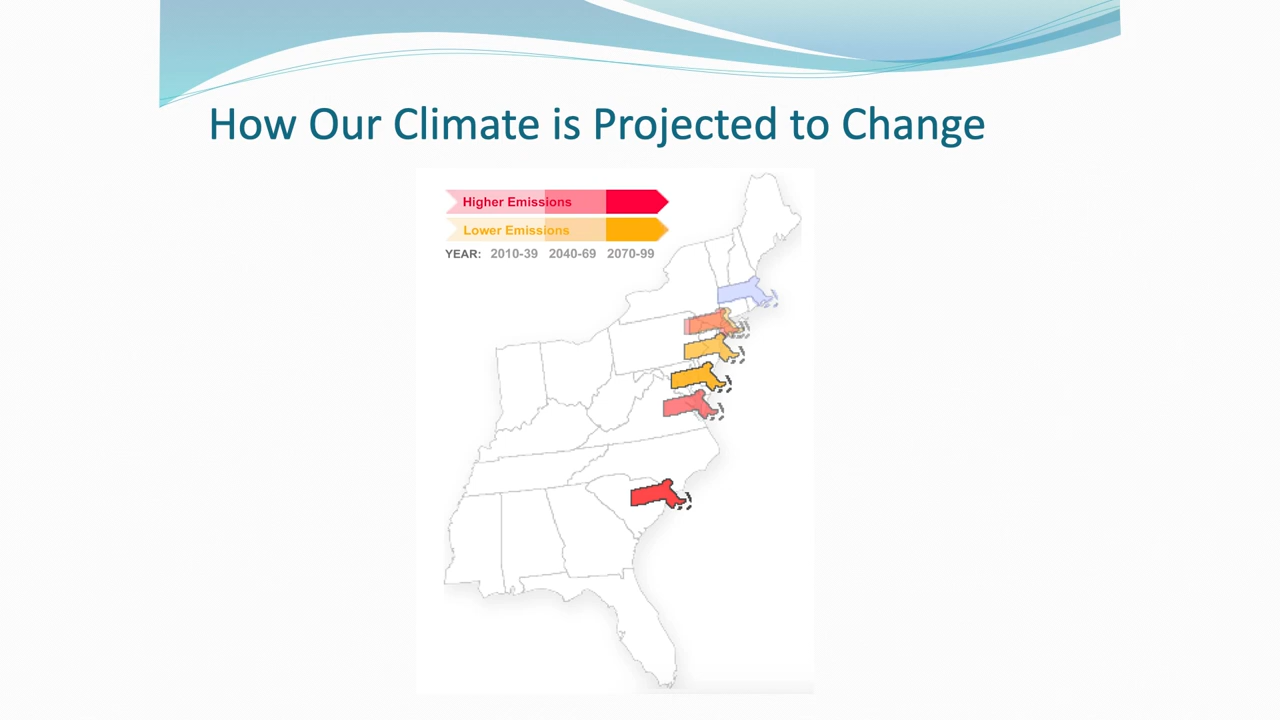 How Our Climate is Projected to Change
Higher Emissions
Lower Emissions
YEAR: 2010-39 2040-69 2070-99